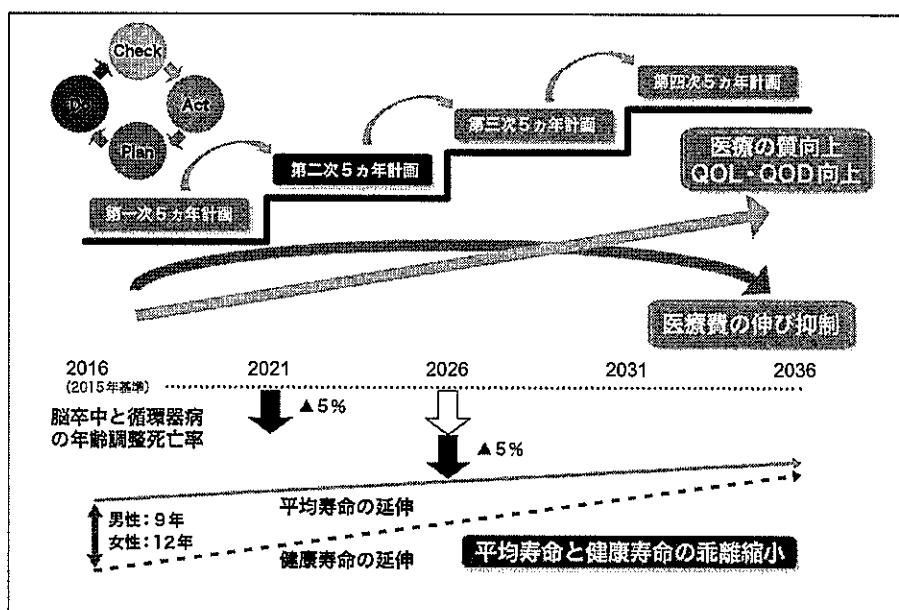 Check
Do
Act
Plan
第四次5ヵ年計画
第三次5ヵ年計画
第二次5ヵ年計画
第一次5ヵ年計画
医療の質向上
QOL・QOD向上
医療費の伸び抑制
2016
(2015年基準)
2021
2026
2031
2036
脳卒中と循環器病
の年齢調整死亡率
▲5%
▲5%
平均寿命の延伸
男性：9年
女性：12年
健康寿命の延伸
平均寿命と健康寿命の乖離縮小